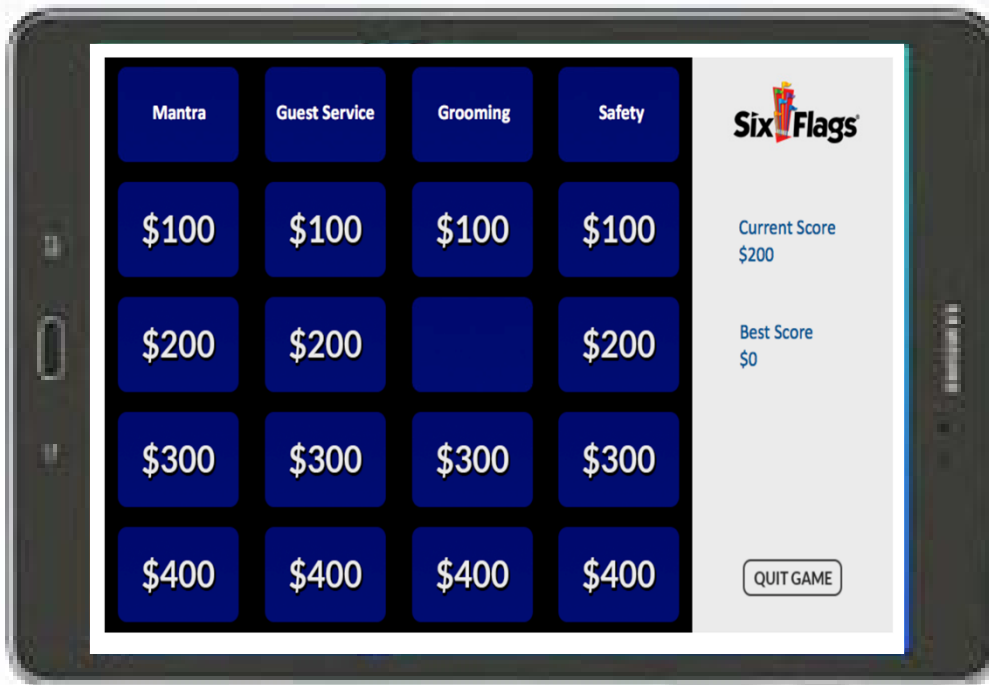 Mantra Guest Service Grooming Safety
$100 $100 $100 $100
$200 $200 $200
$300 $300 $300 $300
$400 $400 $400 $400
Six Flags
Current Score
$200
Best Score
$0
QUIT GAME